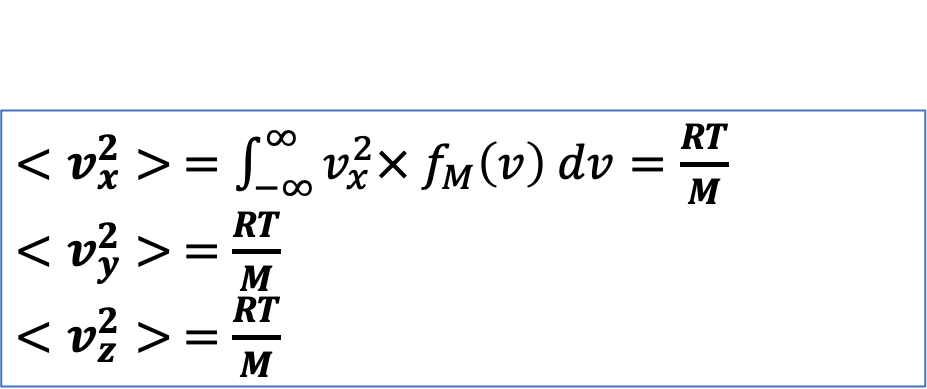 < v_x^2 > = ∫_{-∞}^{∞} v_x^2 × f_M(v) dv = RT/M
< v_y^2 > = RT/M
< v_z^2 > = RT/M